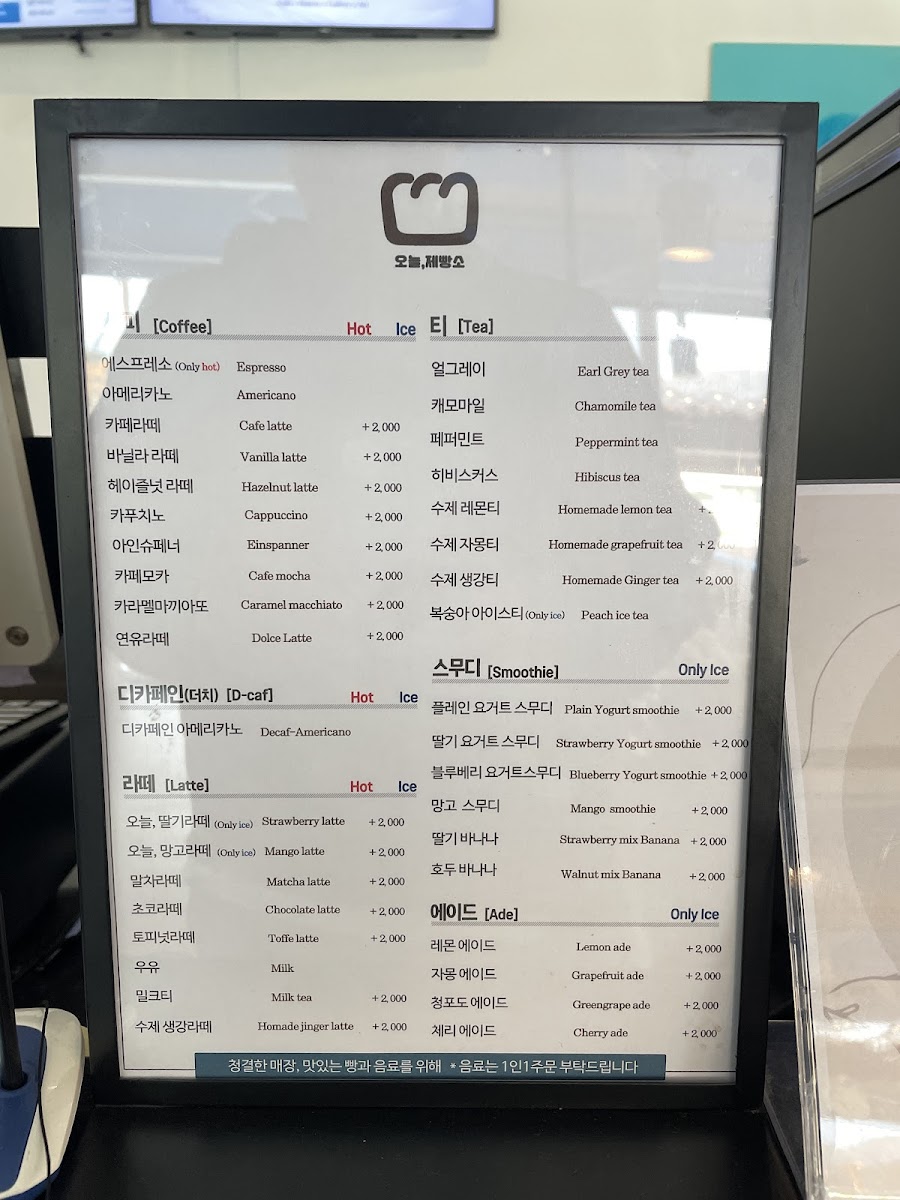 오늘,제빵소
[Coffee] Hot Ice
에스프레소 (Only hot) Espresso
아메리카노 Americano
카페라떼 Cafe latte +2,000
바닐라 라떼 Vanilla latte +2,000
헤이즐넛 라떼 Hazelnut latte +2,000
카푸치노 Cappuccino +2,000
아인슈페너 Einspanner +2,000
카페모카 Cafe mocha +2,000
카라멜마끼아또 Caramel macchiato +2,000
연유라떼 Dolce Latte +2,000
디카페인(더치) [D-caf] Hot Ice
디카페인 아메리카노 Decaf-Americano
라떼 [Latte] Hot Ice
오늘, 딸기라떼 (Only ice) Strawberry latte +2,000
오늘, 망고라떼 (Only ice) Mango latte +2,000
말차라떼 Matcha latte +2,000
초코라떼 Chocolate latte +2,000
토피넛라떼 Toffe latte +2,000
우유 Milk
밀크티 Milk tea +2,000
수제 생강라떼 Homade jinger latte +2,000
티 [Tea]
얼그레이 Earl Grey tea
캐모마일 Chamomile tea
페퍼민트 Peppermint tea
히비스커스 Hibiscus tea
수제 레몬티 Homemade lemon tea
수제 자몽티 Homemade grapefruit tea
수제 생강티 Homemade Ginger tea +2,000
복숭아 아이스티 (Only ice) Peach ice tea
스무디 [Smoothie] Only Ice
플레인 요거트 스무디 Plain Yogurt smoothie +2,000
딸기 요거트 스무디 Strawberry Yogurt smoothie +2,000
블루베리 요거트스무디 Blueberry Yogurt smoothie +2,000
망고 스무디 Mango smoothie +2,000
딸기 바나나 Strawberry mix Banana +2,000
호두 바나나 Walnut mix Banana +2,000
에이드 [Ade] Only Ice
레몬 에이드 Lemon ade +2,000
자몽 에이드 Grapefruit ade +2,000
청포도 에이드 Greengrape ade +2,000
체리 에이드 Cherry ade +2,000
청결한 매장, 맛있는 빵과 음료를 위해 *음료는 1인1주문 부탁드립니다